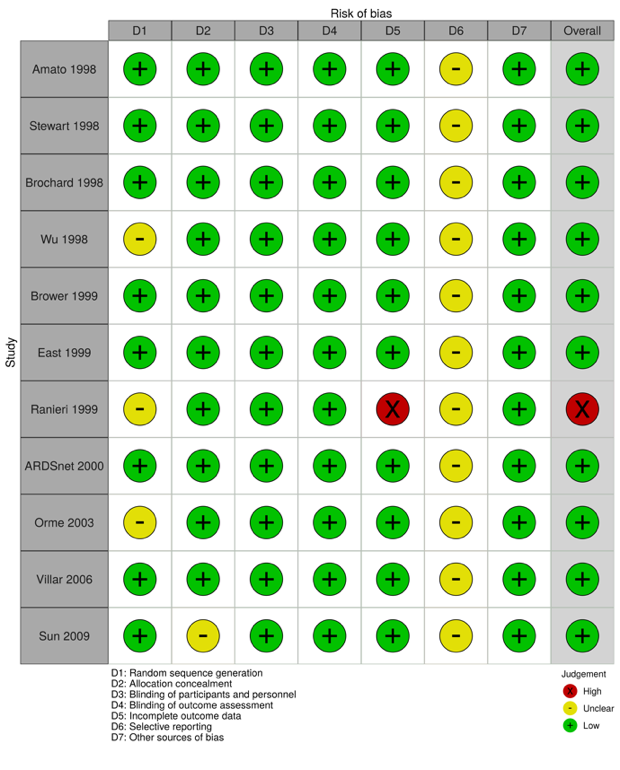 Risk of bias
D1 D2 D3 D4 D5 D6 D7 Overall
Study
Amato 1998 + + + + + - + +
Stewart 1998 + + + + + - + +
Brochard 1998 + + + + + - + +
Wu 1998 - + + + + - + +
Brower 1999 + + + + + - + +
East 1999 + + + + + - + +
Ranieri 1999 - + + + X - + X
ARDSnet 2000 + + + + + - + +
Orme 2003 - + + + + - + +
Villar 2006 + + + + + - + +
Sun 2009 + - + + + - + +
D1: Random sequence generation
D2: Allocation concealment
D3: Blinding of participants and personnel
D4: Blinding of outcome assessment
D5: Incomplete outcome data
D6: Selective reporting
D7: Other sources of bias
Judgement
X High
- Unclear
+ Low